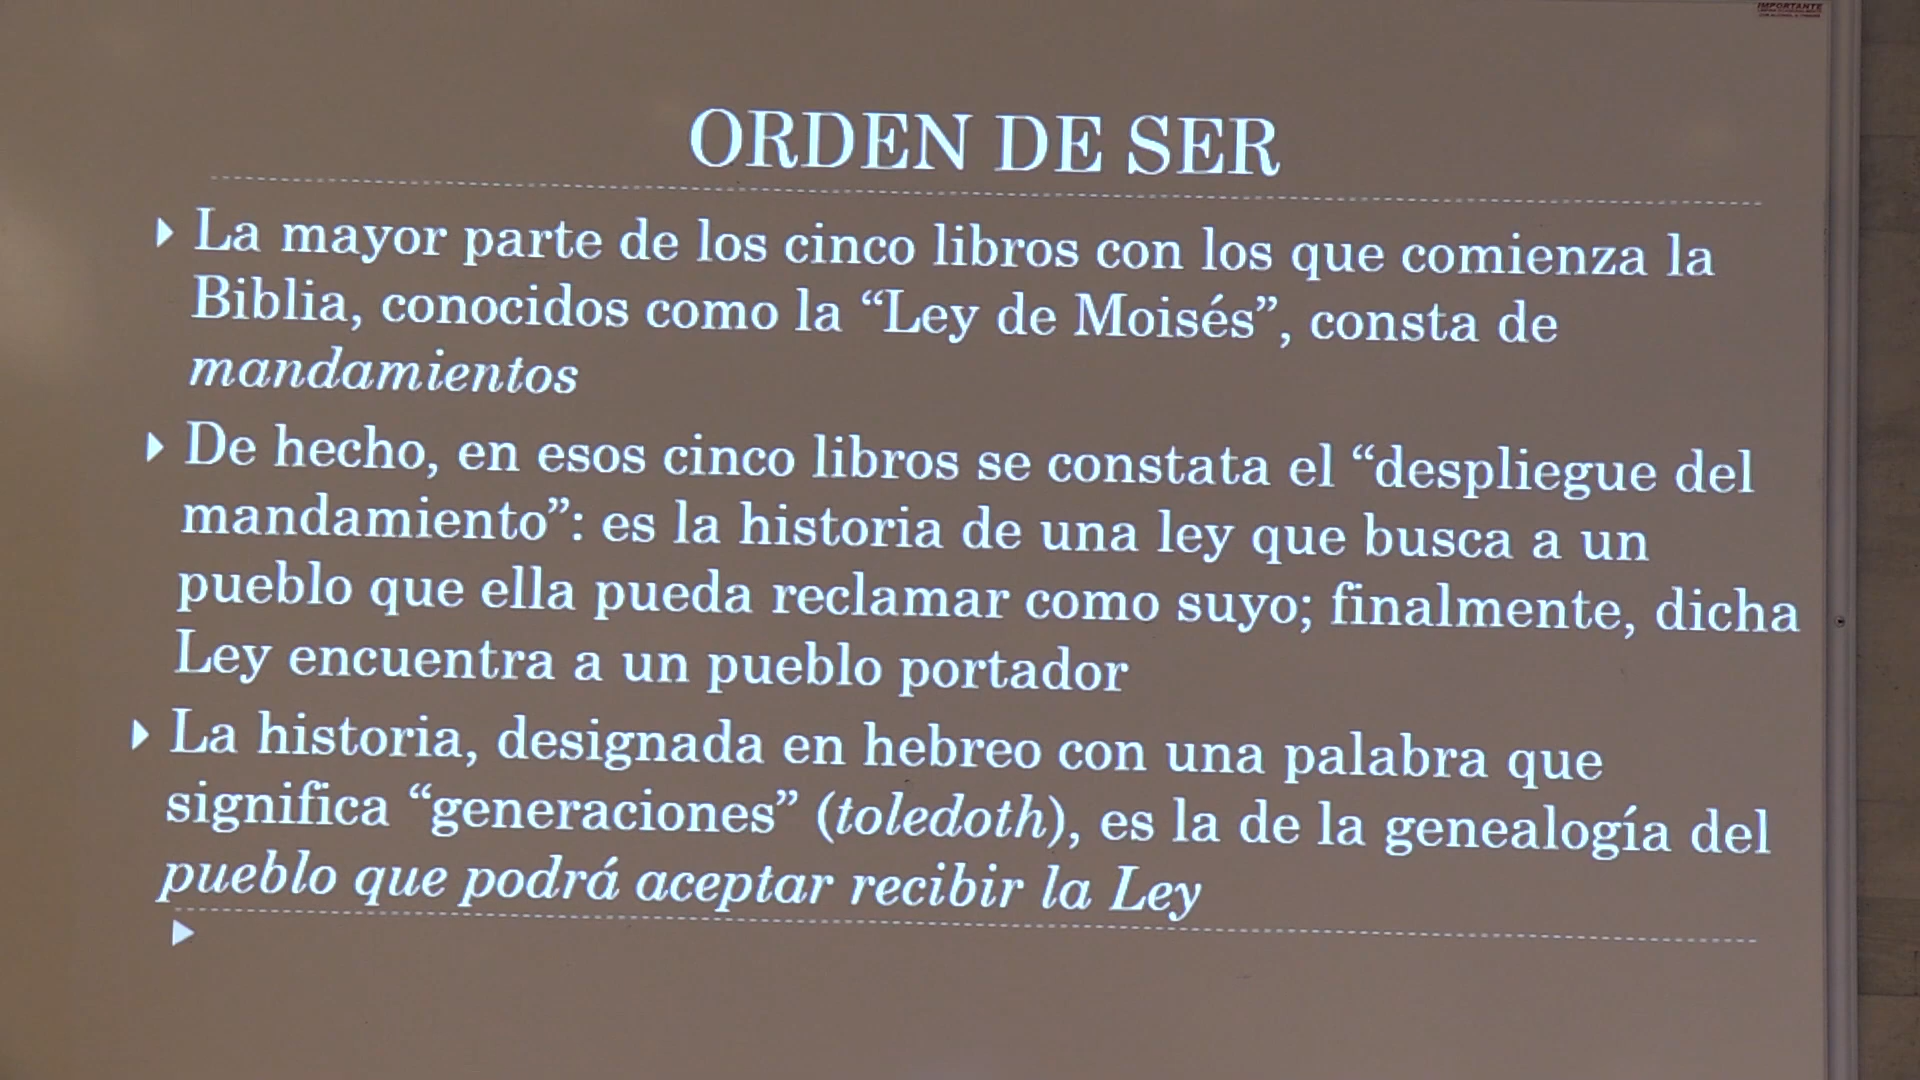 IMPORTANTE
ORDEN DE SER
La mayor parte de los cinco libros con los que comienza la
Biblia, conocidos como la “Ley de Moisés”, consta de
mandamientos
De hecho, en esos cinco libros se constata el “despliegue del
mandamiento”: es la historia de una ley que busca a un
pueblo que ella pueda reclamar como suyo; finalmente, dicha
Ley encuentra a un pueblo portador
La historia, designada en hebreo con una palabra que
significa “generaciones” (toledoth), es la de la genealogía del
pueblo que podrá aceptar recibir la Ley